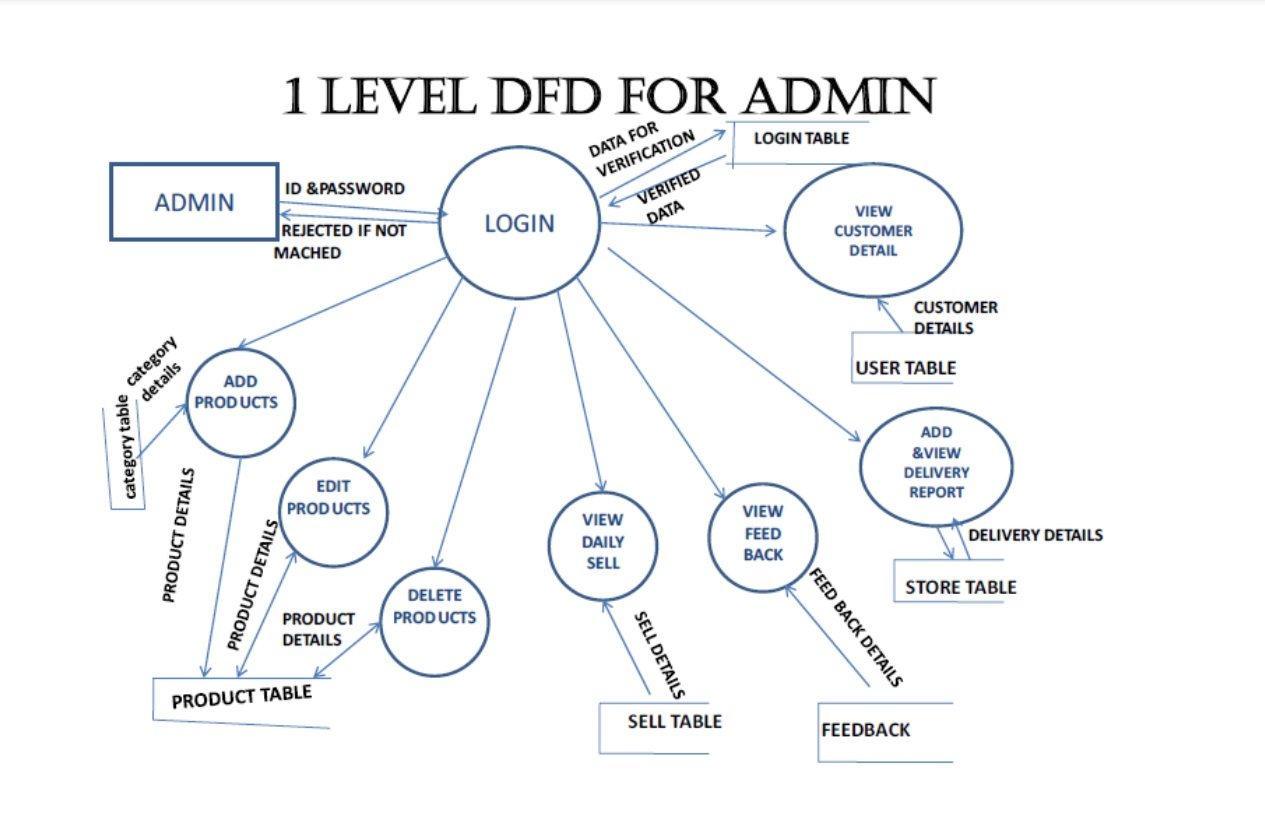 1 LEVEL DFD FOR ADMIN
DATA FOR
VERIFICATION
LOGIN TABLE
ADMIN
ID &PASSWORD
REJECTED IF NOT
MACHED
LOGIN
VERIFIED
DATA
VIEW
CUSTOMER
DETAIL
CUSTOMER
DETAILS
USER TABLE
category
details
category table
ADD
PRODUCTS
PRODUCT DETAILS
EDIT
PRODUCTS
PRODUCT DETAILS
DELETE
PRODUCTS
PRODUCT
DETAILS
PRODUCT TABLE
VIEW
DAILY
SELL
SELL DETAILS
SELL TABLE
VIEW
FEED
BACK
FEED BACK DETAILS
FEEDBACK
ADD
&VIEW
DELIVERY
REPORT
DELIVERY DETAILS
STORE TABLE